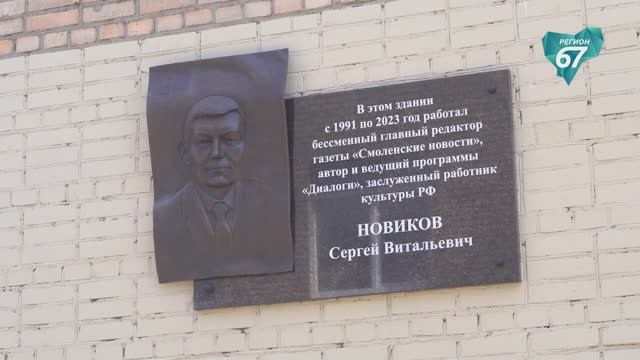 РЕГИОН
67
В этом здании
с 1991 по 2023 год работал
бессменный главный редактор
газеты «Смоленские новости»,
автор и ведущий программы
«Диалоги», заслуженный работник
культуры РФ
НОВИКОВ
Сергей Витальевич